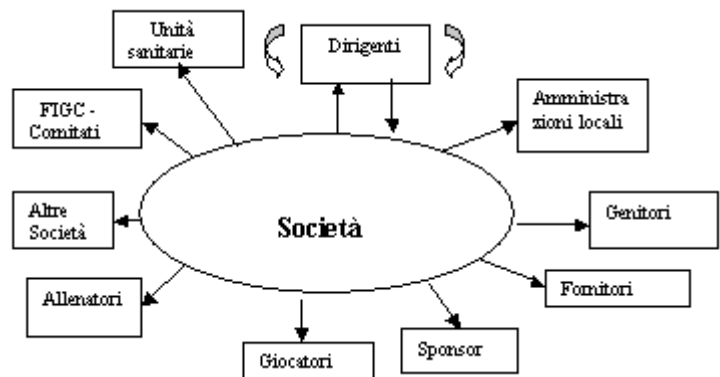 Unità
sanitarie
Dirigenti
FIGC -
Comitati
Amministra
zioni locali
Altre
Società
Società
Genitori
Allenatori
Fornitori
Giocatori
Sponsor